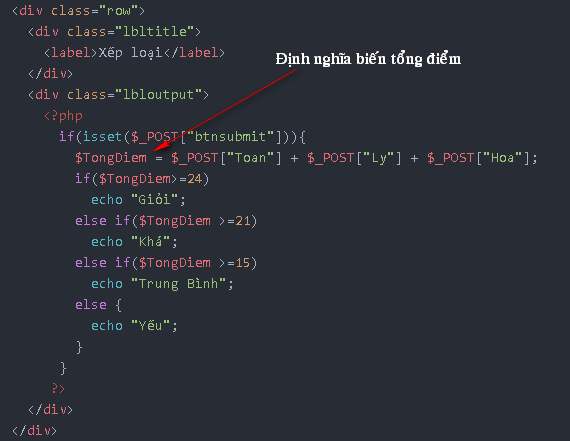 <div class="row">
<div class="lbltitle">
<label>Xếp loại</label>
</div>
Định nghĩa biến tổng điểm
<div class="lbloutput">
<?php
if(isset($_POST["btnsubmit"])){
$TongDiem = $_POST["Toan"] + $_POST["Ly"] + $_POST["Hoa"];
if($TongDiem>=24)
echo "Giỏi";
else if($TongDiem >=21)
echo "Khá";
else if($TongDiem >=15)
echo "Trung Bình";
else {
echo "Yếu";
}
}
?>
</div>
</div>